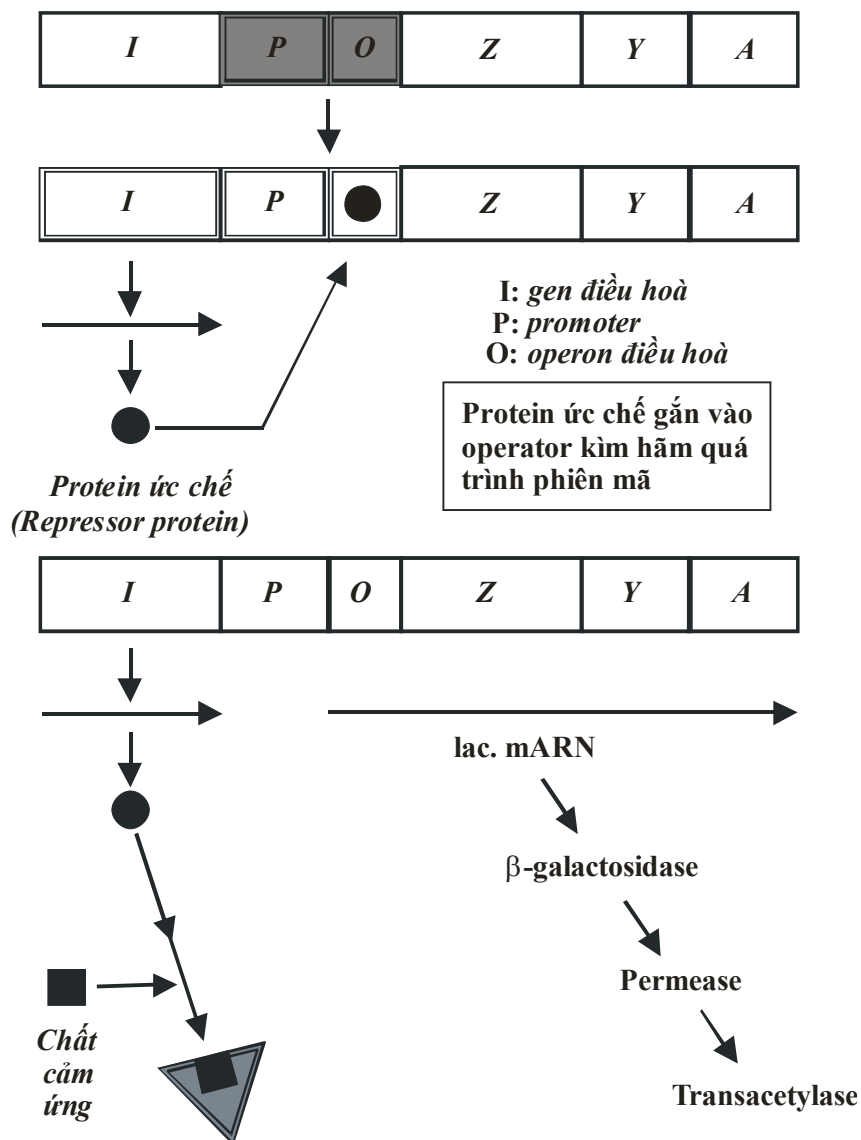 I P O Z Y A
I P Z Y A
I: gen điều hoà
P: promoter
O: operon điều hoà
Protein ức chế gắn vào
operator kìm hãm quá
trình phiên mã
Protein ức chế
(Repressor protein)
I P O Z Y A
lac. mARN
β-galactosidase
Permease
Chất
cảm
ứng
Transacetylase